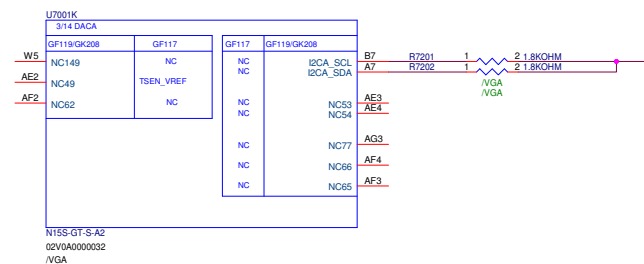 U7001K
3/14 DACA
GF119/GK208 GF117 GF117 GF119/GK208
W5 NC149 NC NC I2CA_SCL B7 R7201 1 2 1.8KOHM
NC I2CA_SDA A7 R7202 1 2 1.8KOHM
AE2 NC49 TSEN_VREF /VGA
/VGA
AF2 NC62 NC NC NC53 AE3
NC NC54 AE4
NC NC77 AG3
NC NC66 AF4
NC NC65 AF3
N15S-GT-S-A2
02V0A0000032
/VGA